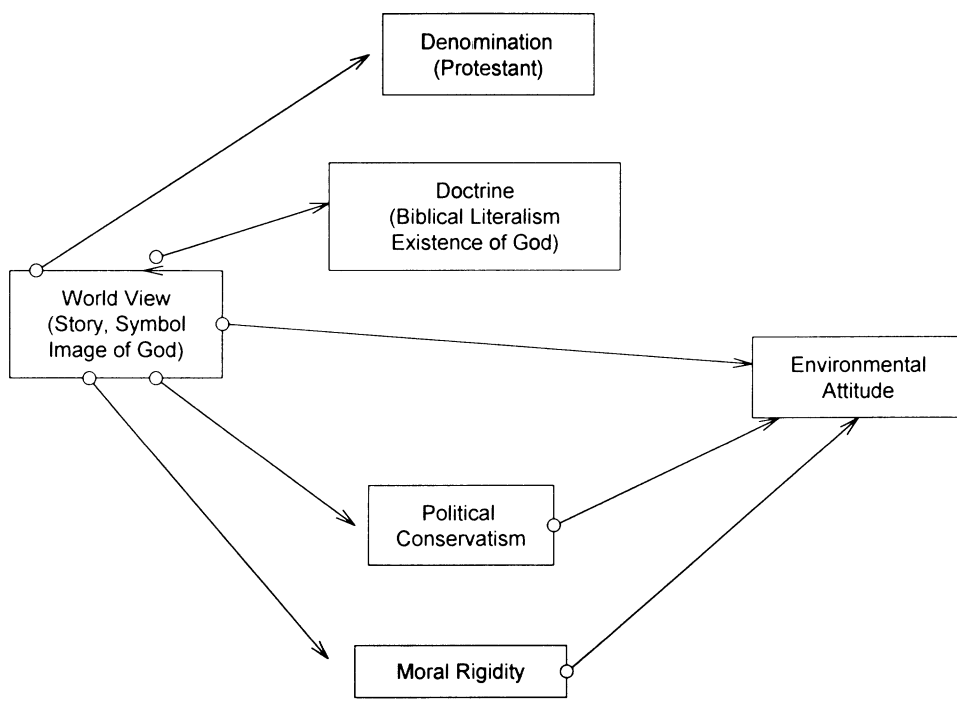 Denomination
(Protestant)
Doctrine
(Biblical Literalism
Existence of God)
World View
(Story, Symbol
Image of God)
Environmental
Attitude
Political
Conservatism
Moral Rigidity